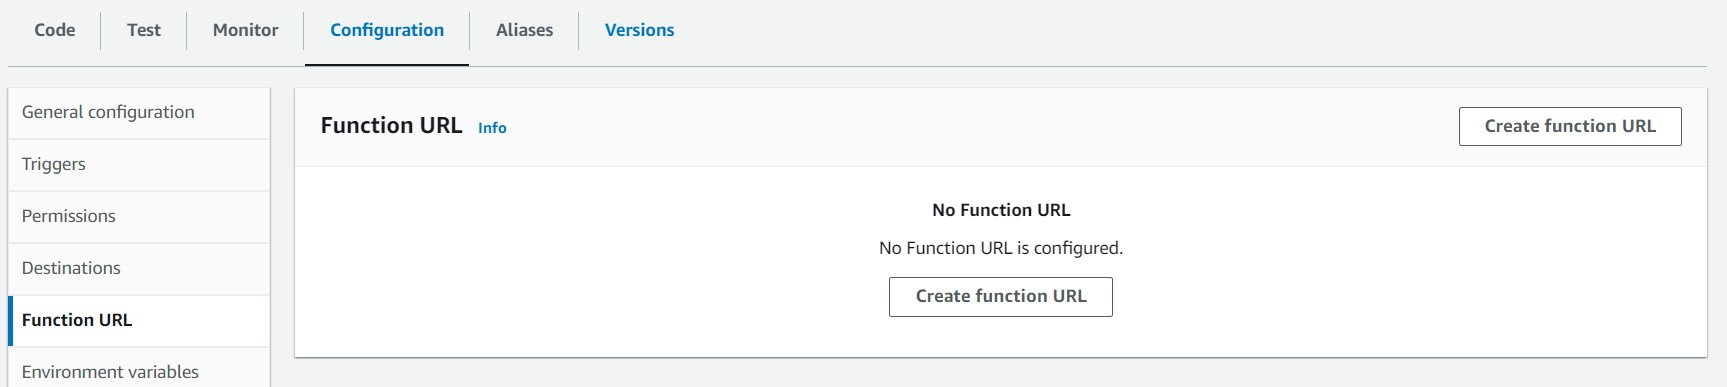 Code Test Monitor Configuration Aliases Versions
General configuration
Triggers
Permissions
Destinations
Function URL
Environment variables
Function URL Info
Create function URL
No Function URL
No Function URL is configured.
Create function URL